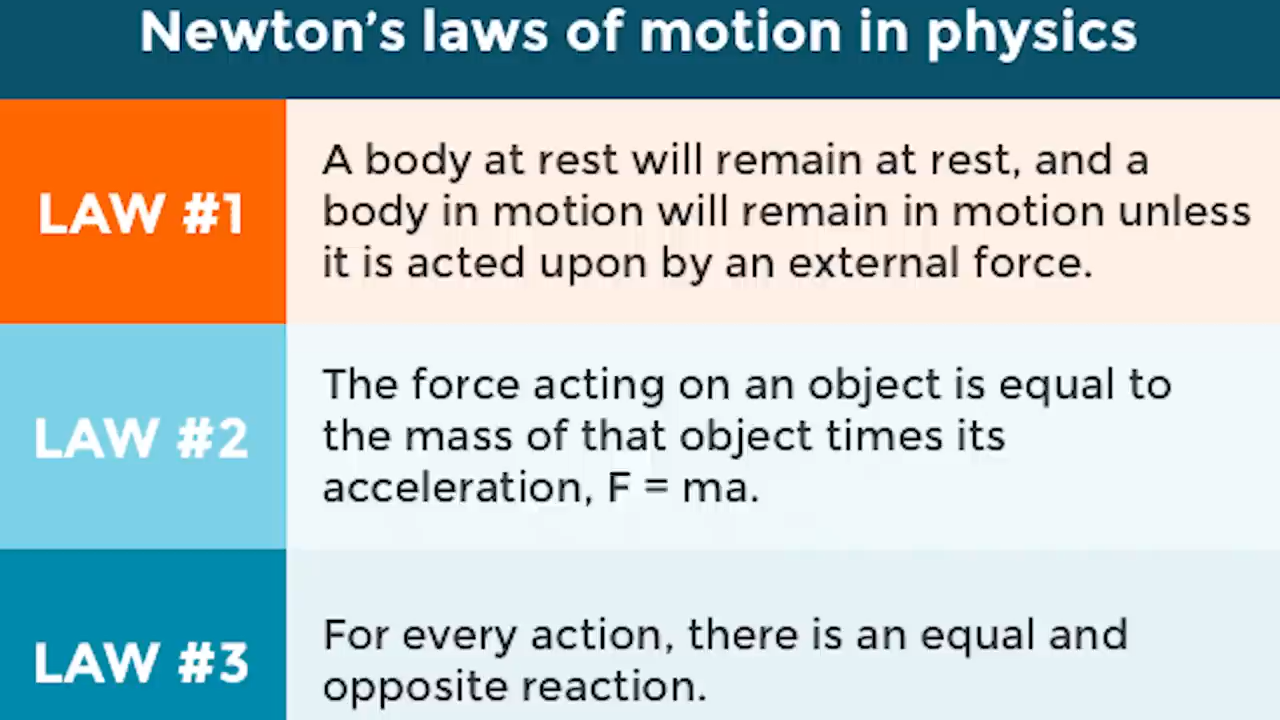 Newton's laws of motion in physics
LAW #1
A body at rest will remain at rest, and a
body in motion will remain in motion unless
it is acted upon by an external force.
LAW #2
The force acting on an object is equal to
the mass of that object times its
acceleration, F = ma.
LAW #3
For every action, there is an equal and
opposite reaction.